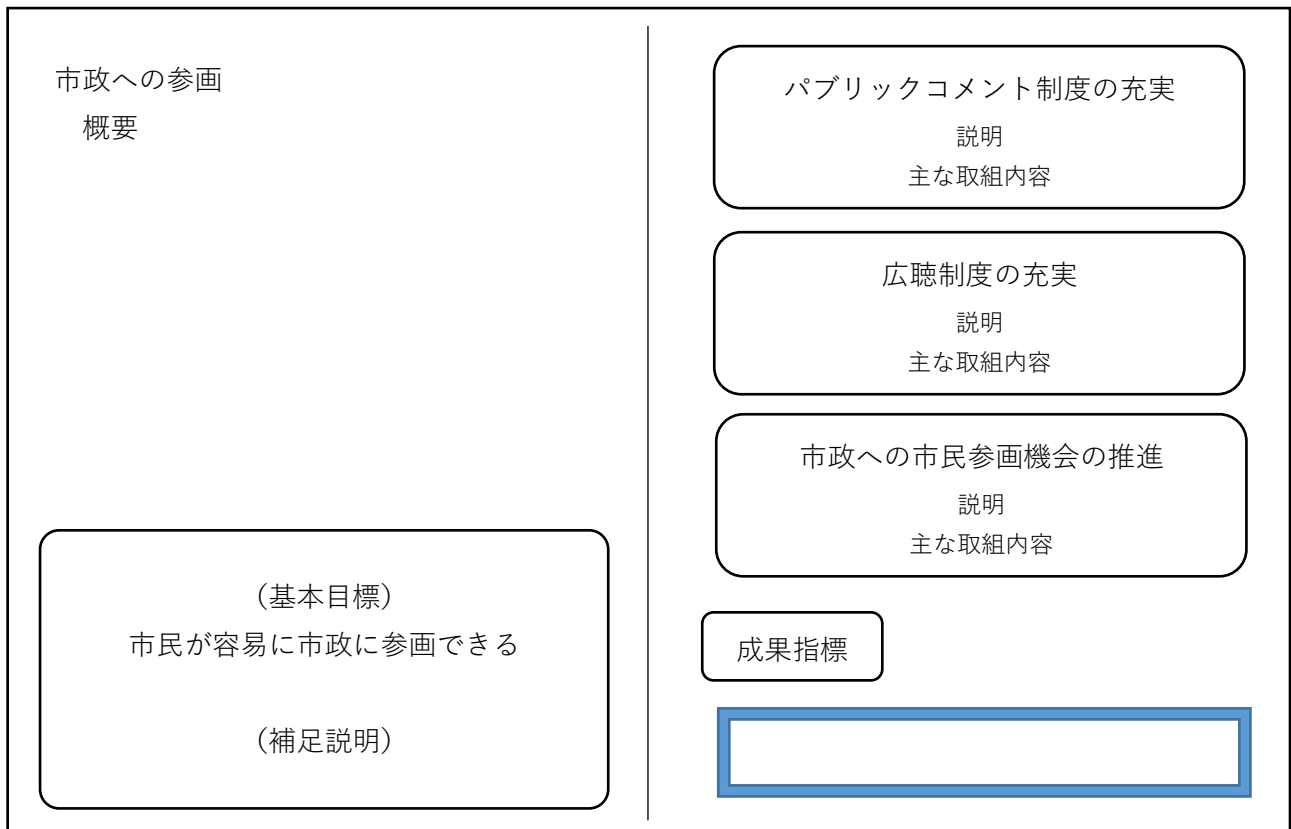 市政への参画
概要
(基本目標)
市民が容易に市政に参画できる
(補足説明)
パブリックコメント制度の充実
説明
主な取組内容
広聴制度の充実
説明
主な取組内容
市政への市民参画機会の推進
説明
主な取組内容
成果指標